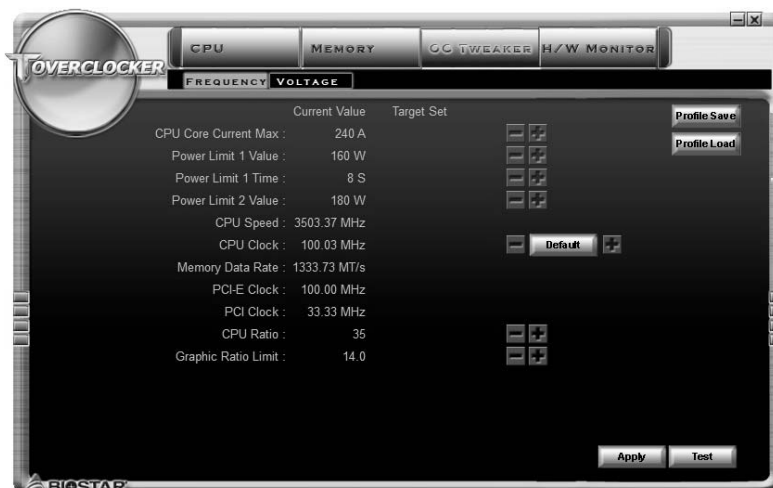 TOVERCLOCKER
CPU MEMORY OC TWEAKER H/W MONITOR
FREQUENCY VOLTAGE
Current Value Target Set
Profile Save
CPU Core Current Max : 240 A
Profile Load
Power Limit 1 Value : 160 W
Power Limit 1 Time : 8 S
Power Limit 2 Value : 180 W
CPU Speed : 3503.37 MHz
CPU Clock : 100.03 MHz Default
Memory Data Rate : 1333.73 MT/s
PCI-E Clock : 100.00 MHz
PCI Clock : 33.33 MHz
CPU Ratio : 35
Graphic Ratio Limit : 14.0
Apply Test
BIOSTAR